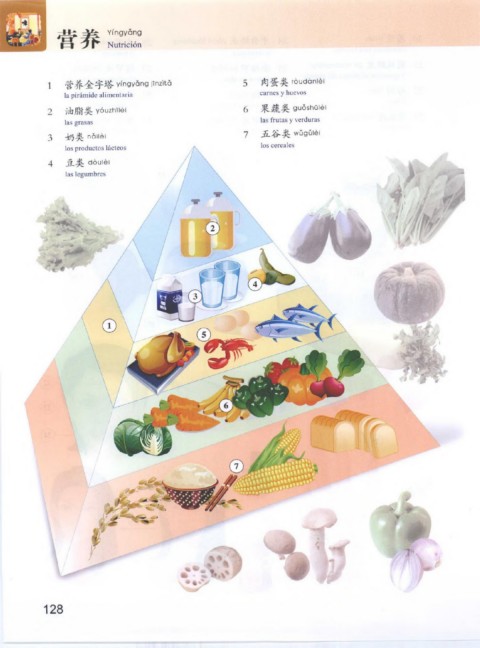 营养 Yíngyǎng
Nutrición
1 营养金字塔 yíngyǎng jīnzìtǎ
la pirámide alimentaria
2 油脂类 yóuzhīlèi
las grasas
3 奶类 nǎilèi
los productos lácteos
4 豆类 dòulèi
las legumbres
5 肉蛋类 ròudànlèi
carnes y huevos
6 果蔬类 guǒshūlèi
las frutas y verduras
7 五谷类 wǔgǔlèi
los cereales
2
3
4
1
5
6
7
128